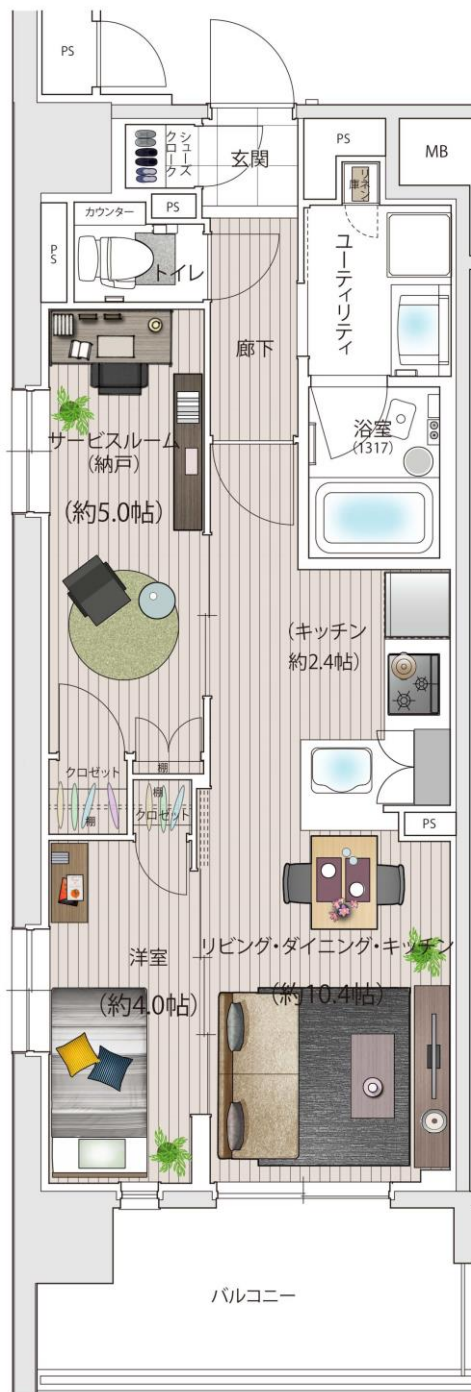 PS
シューズ
クローク
玄関
PS
MB
リネン
庫
カウンター
PS
PS
トイレ
ユーティリティ
廊下
サービスルーム
(納戸)
(約5.0帖)
浴室
(1317)
(キッチン
約2.4帖)
クロゼット
棚
棚
棚
クロゼット
PS
洋室
(約4.0帖)
リビング・ダイニング・キッチン
(約10.4帖)
バルコニー